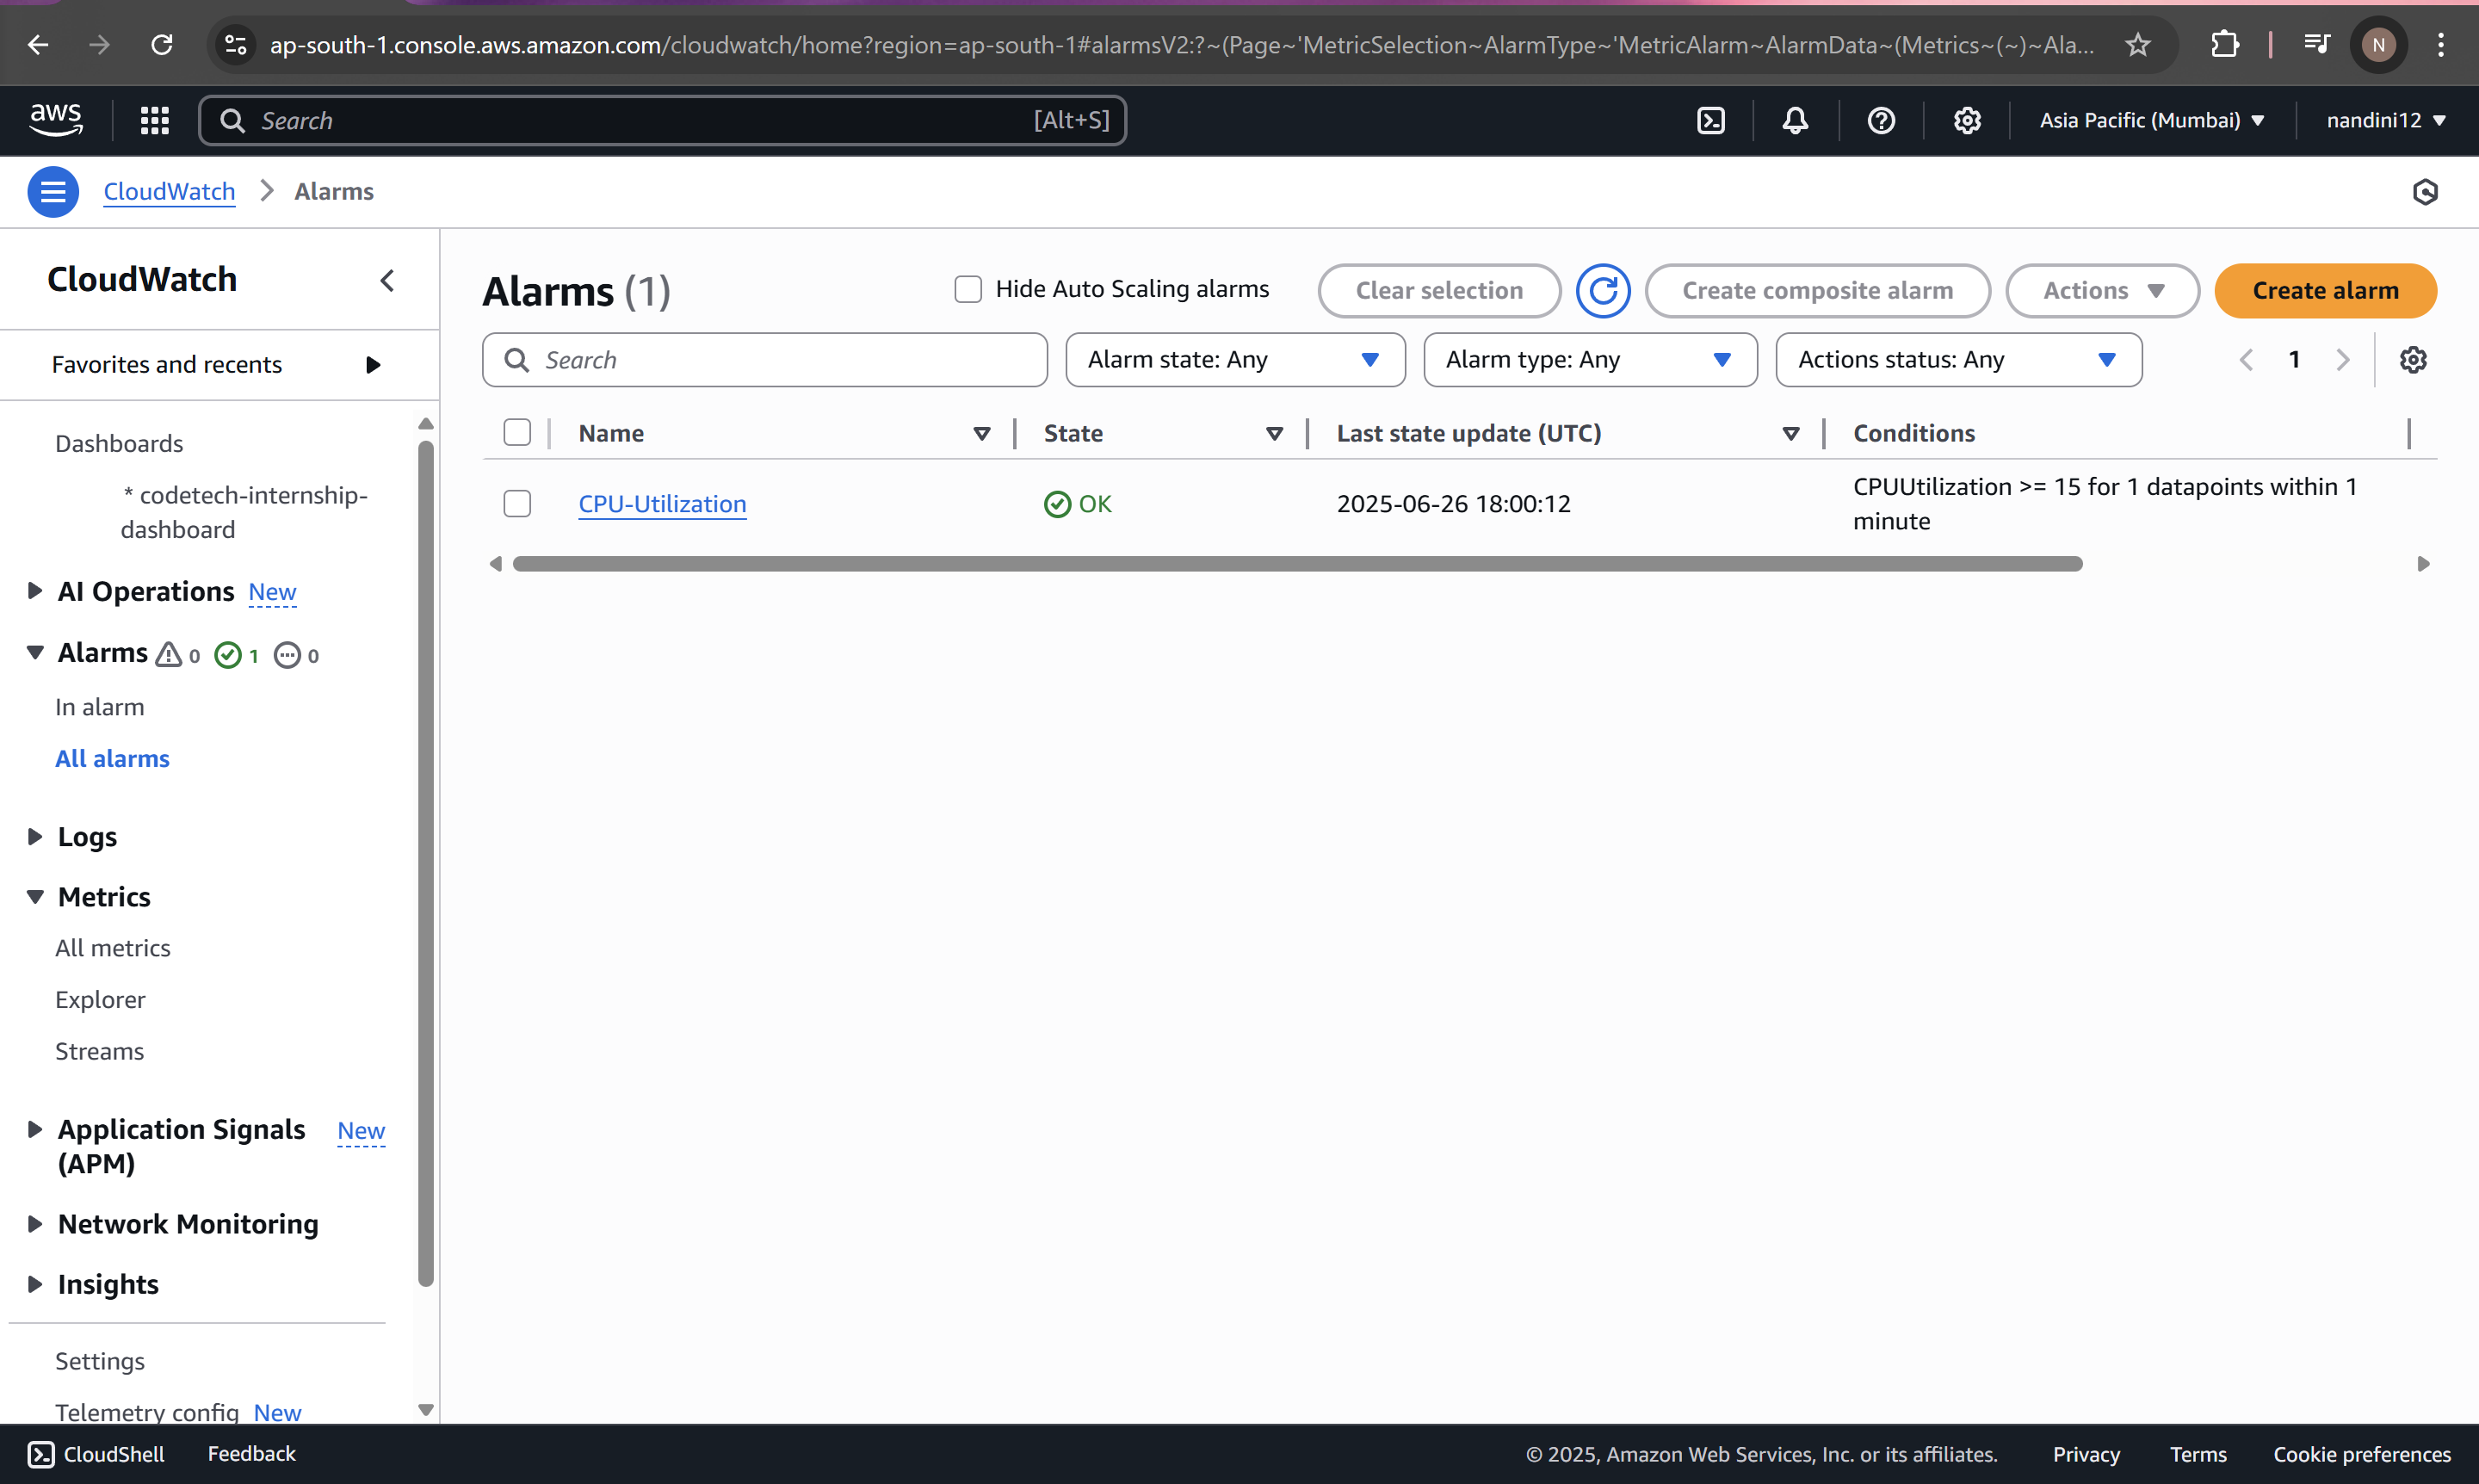 ap-south-1.console.aws.amazon.com/cloudwatch/home?region=ap-south-1#alarmsV2:?~(Page~'MetricSelection~AlarmType~'MetricAlarm~AlarmData~(Metrics~(~)~Ala...
N
aws
Search
[Alt+S]
Asia Pacific (Mumbai)
nandini12
CloudWatch
Alarms
CloudWatch
Favorites and recents
Dashboards
* codetech-internship-
dashboard
AI Operations New
Alarms 0 1 0
In alarm
All alarms
Logs
Metrics
All metrics
Explorer
Streams
Application Signals New
(APM)
Network Monitoring
Insights
Settings
Telemetry config New
Alarms (1)
Hide Auto Scaling alarms
Clear selection
Create composite alarm
Actions
Create alarm
Search
Alarm state: Any
Alarm type: Any
Actions status: Any
1
Name
State
Last state update (UTC)
Conditions
CPU-Utilization
OK
2025-06-26 18:00:12
CPUUtilization >= 15 for 1 datapoints within 1
minute
CloudShell
Feedback
© 2025, Amazon Web Services, Inc. or its affiliates.
Privacy
Terms
Cookie preferences